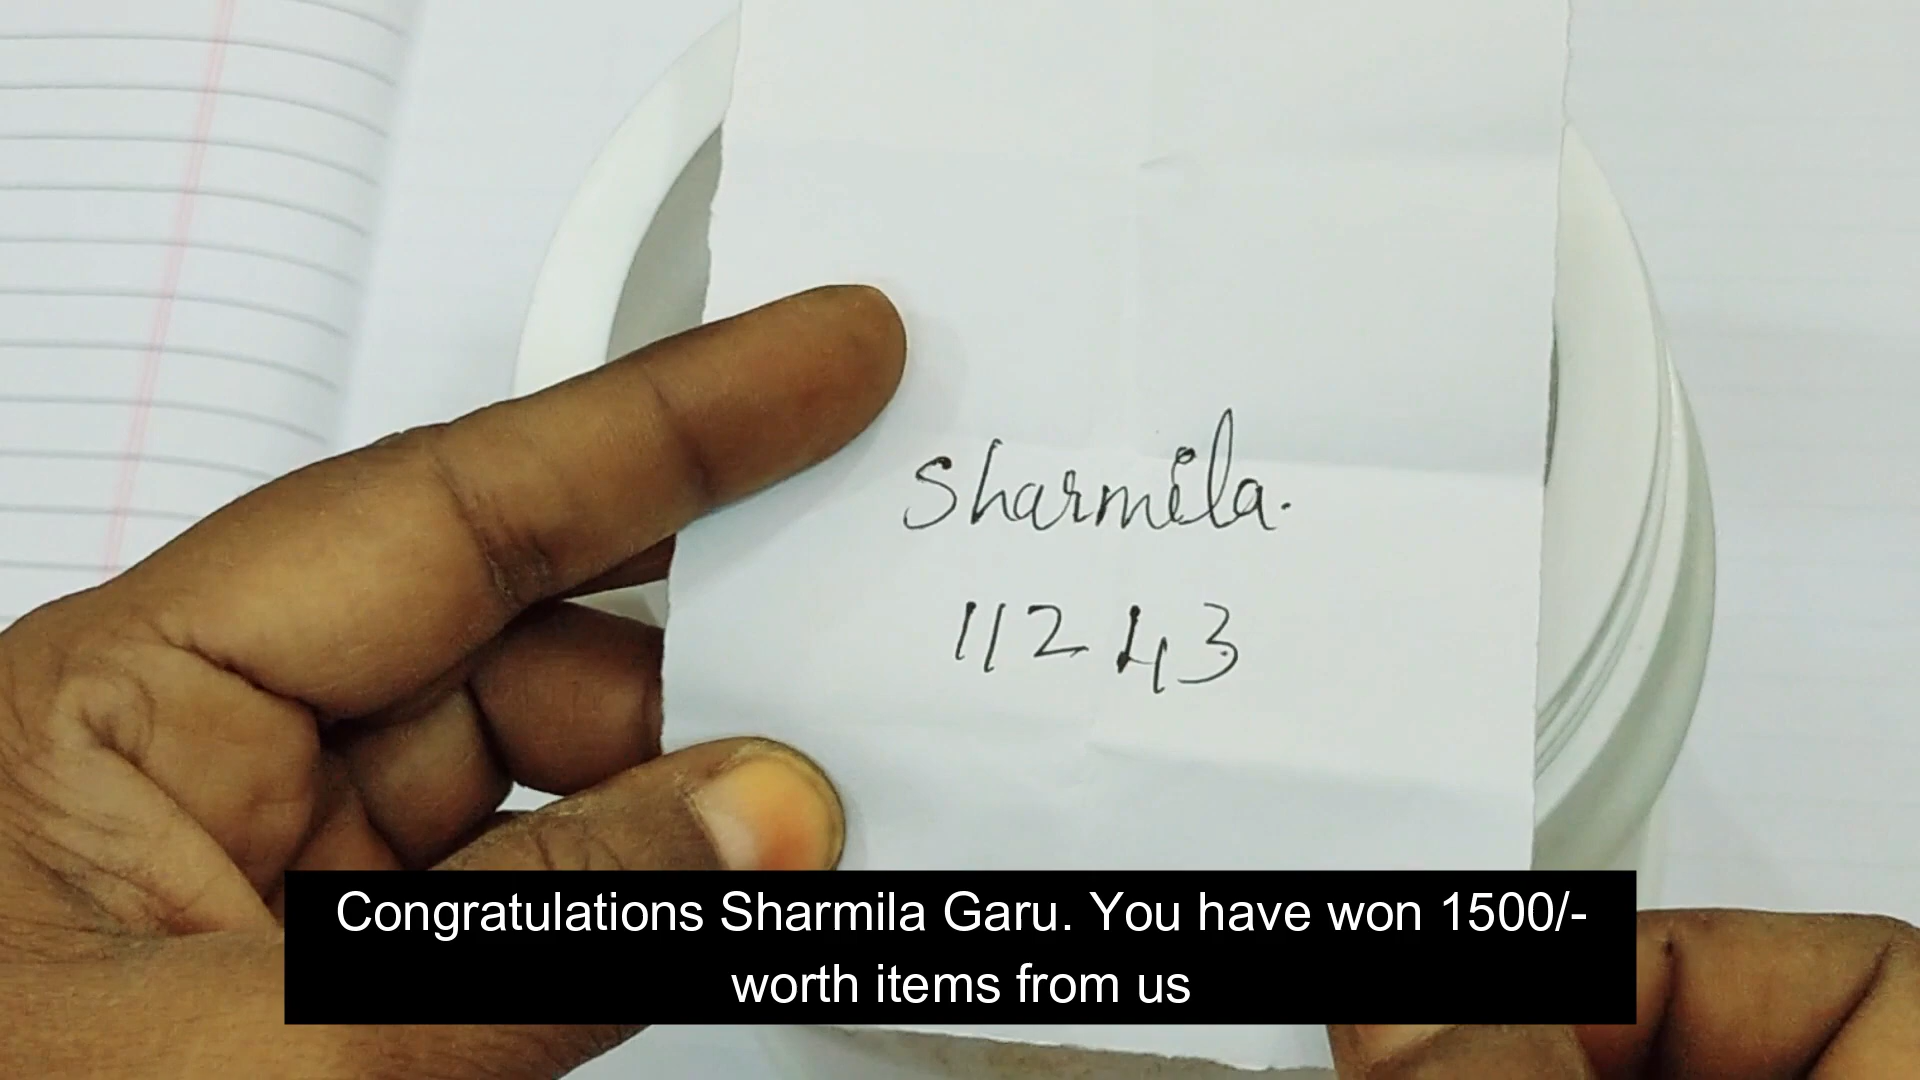 Sharmila.
11243
Congratulations Sharmila Garu. You have won 1500/-
worth items from us